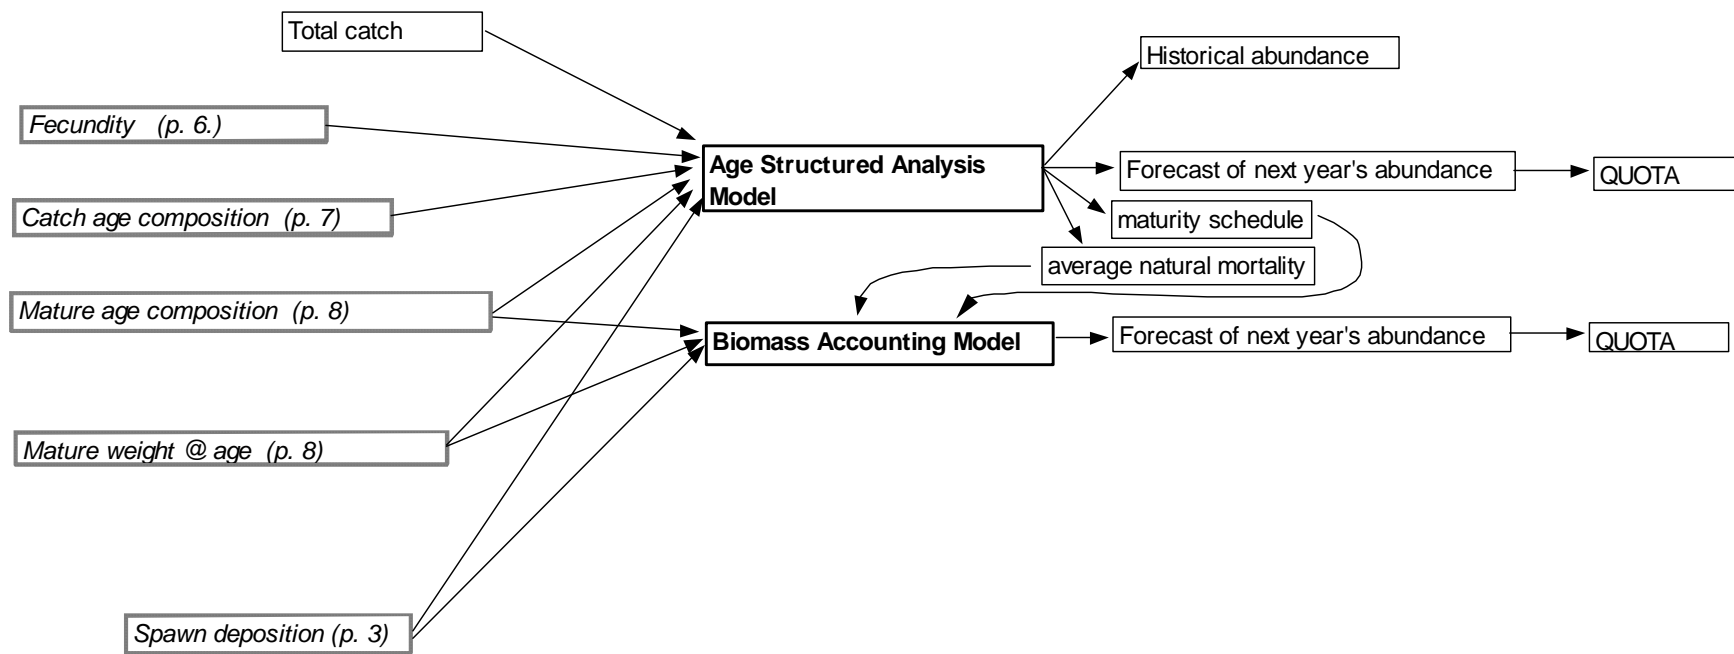 Total catch
Historical abundance
Fecundity (p. 6.)
Age Structured Analysis
Model
Forecast of next year's abundance
QUOTA
Catch age composition (p. 7)
maturity schedule
average natural mortality
Mature age composition (p. 8)
Biomass Accounting Model
Forecast of next year's abundance
QUOTA
Mature weight @ age (p. 8)
Spawn deposition (p. 3)